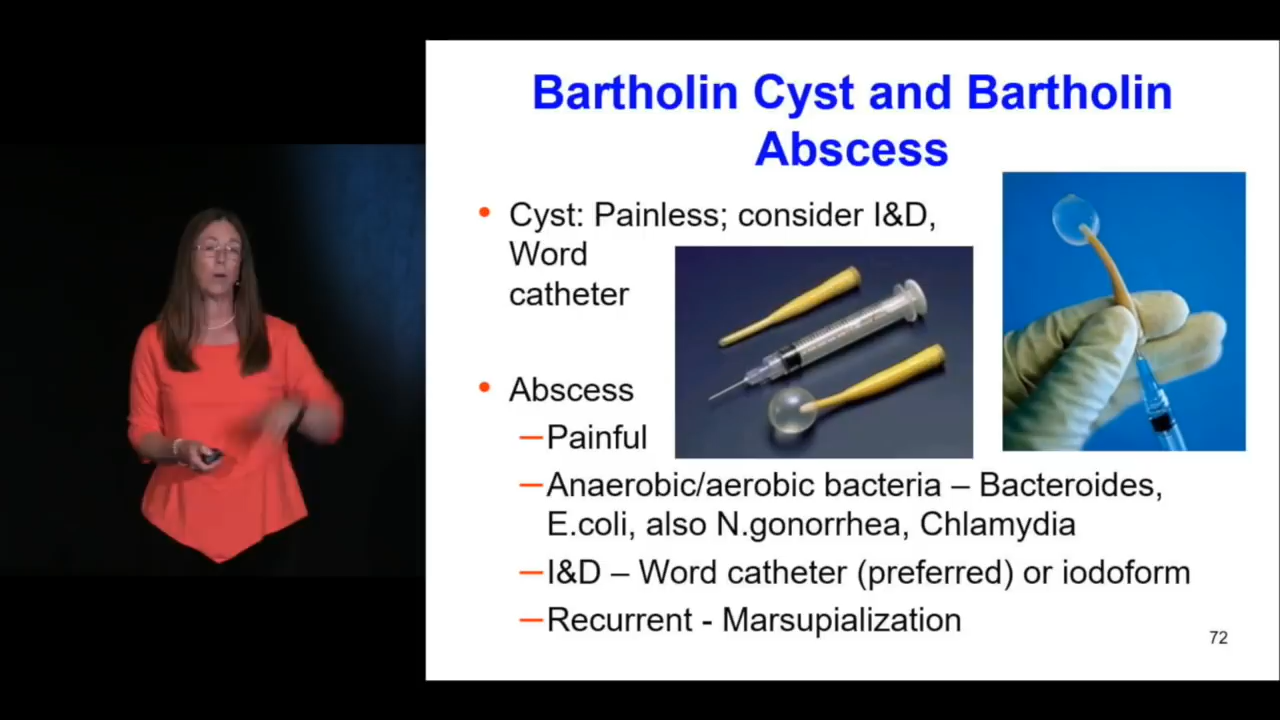 Bartholin Cyst and Bartholin
Abscess
• Cyst: Painless; consider I&D,
Word
catheter
• Abscess
—Painful
—Anaerobic/aerobic bacteria – Bacteroides,
E.coli, also N.gonorrhea, Chlamydia
—I&D – Word catheter (preferred) or iodoform
—Recurrent - Marsupialization
72